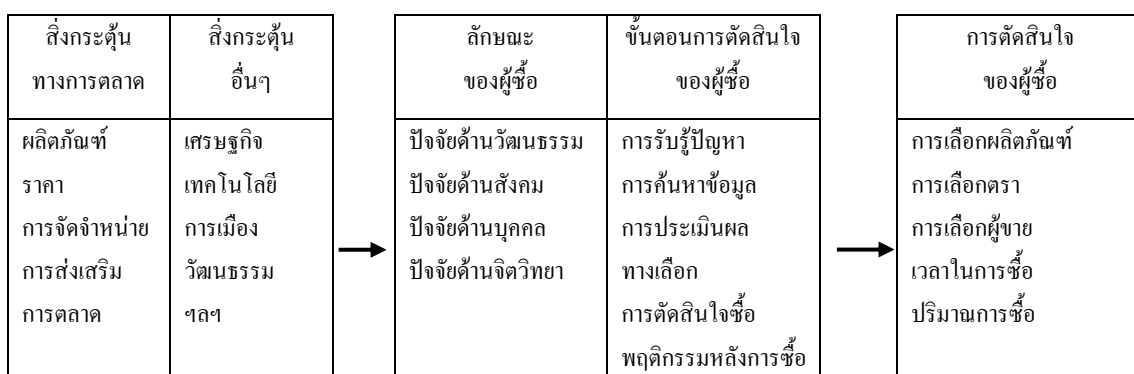 สิ่งกระตุ้น
ทางการตลาด
ผลิตภัณฑ์
ราคา
การจัดจำหน่าย
การส่งเสริม
การตลาด
สิ่งกระตุ้น
อื่นๆ
เศรษฐกิจ
เทคโนโลยี
การเมือง
วัฒนธรรม
ฯลฯ
ลักษณะ
ของผู้ซื้อ
ปัจจัยด้านวัฒนธรรม
ปัจจัยด้านสังคม
ปัจจัยด้านบุคคล
ปัจจัยด้านจิตวิทยา
ขั้นตอนการตัดสินใจ
ของผู้ซื้อ
การรับรู้ปัญหา
การค้นหาข้อมูล
การประเมินผล
ทางเลือก
การตัดสินใจซื้อ
พฤติกรรมหลังการซื้อ
การตัดสินใจ
ของผู้ซื้อ
การเลือกผลิตภัณฑ์
การเลือกตรา
การเลือกผู้ขาย
เวลาในการซื้อ
ปริมาณการซื้อ